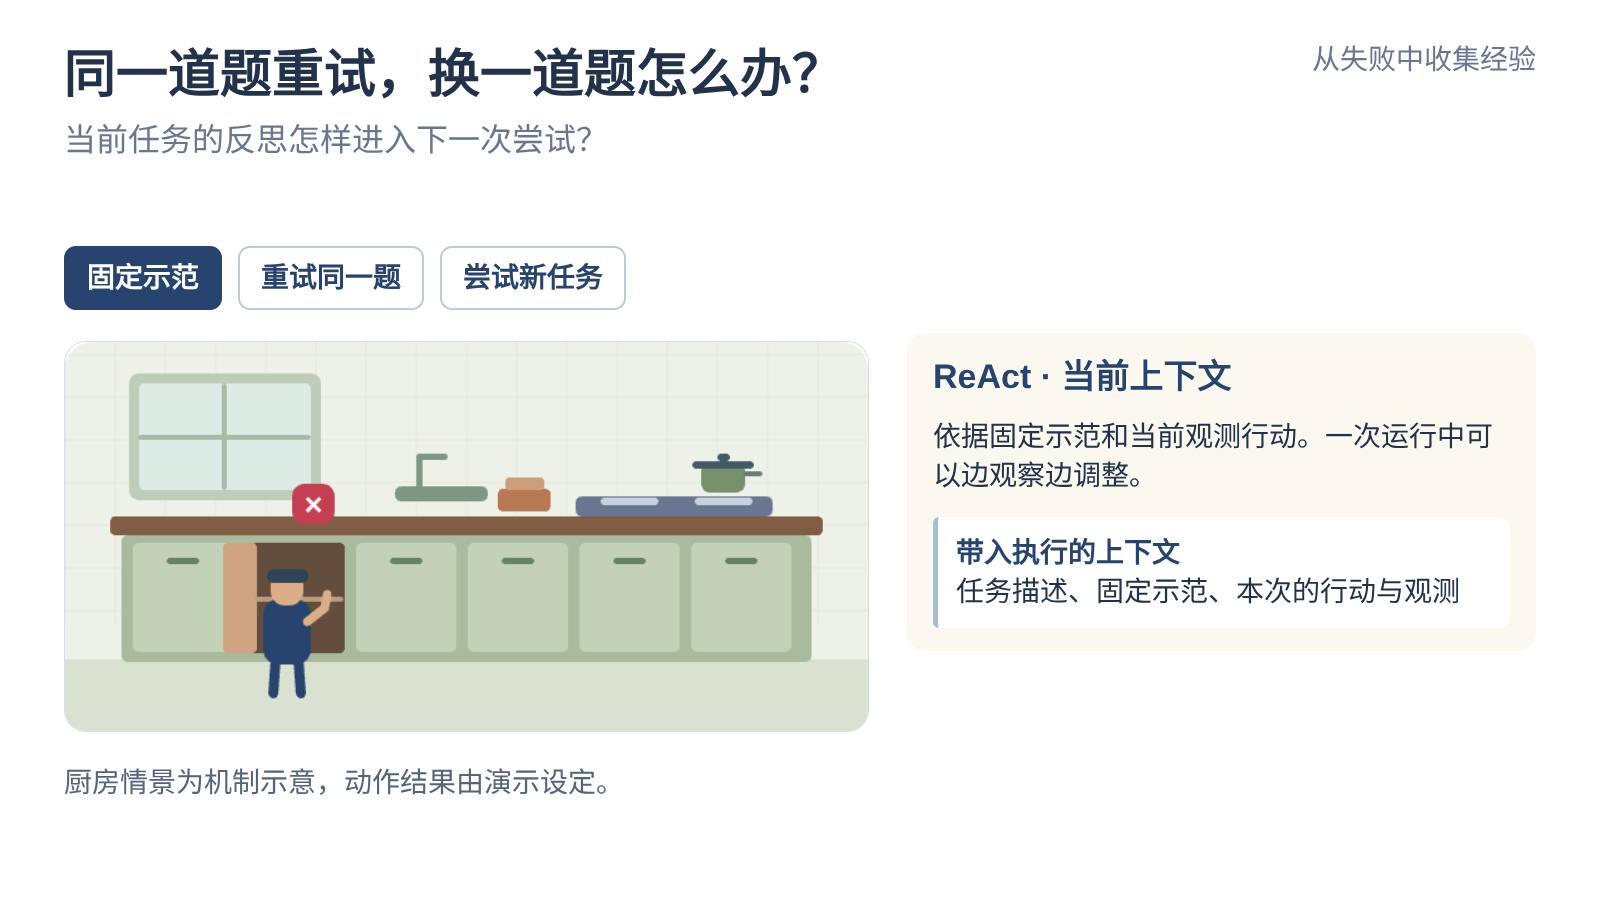 同一道题重试，换一道题怎么办？
从失败中收集经验
当前任务的反思怎样进入下一次尝试？
固定示范
重试同一题
尝试新任务
ReAct · 当前上下文
依据固定示范和当前观测行动。一次运行中可
以边观察边调整。
带入执行的上下文
任务描述、固定示范、本次的行动与观测
厨房情景为机制示意，动作结果由演示设定。